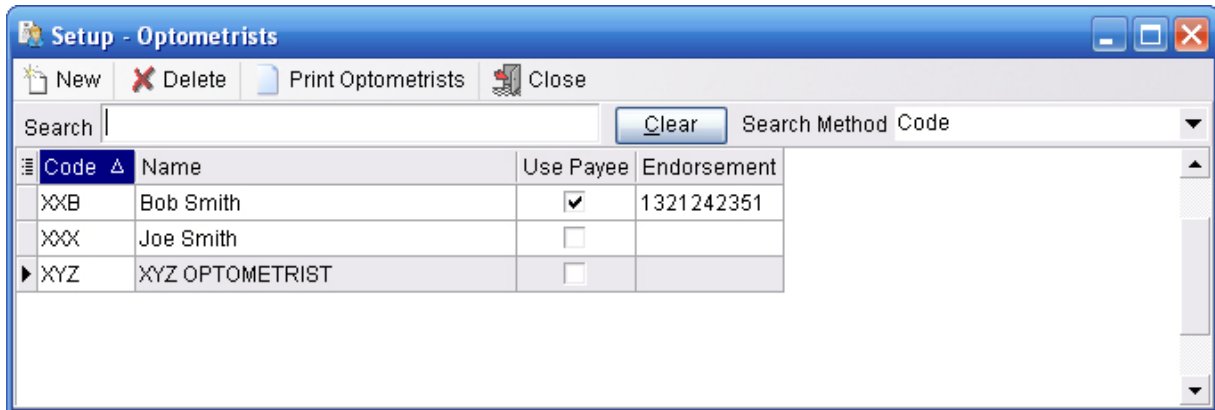 Setup - Optometrists
New Delete Print Optometrists Close
Search Clear Search Method Code
Code Name Use Payee Endorsement
XXB Bob Smith 1321242351
XXX Joe Smith
XYZ XYZ OPTOMETRIST